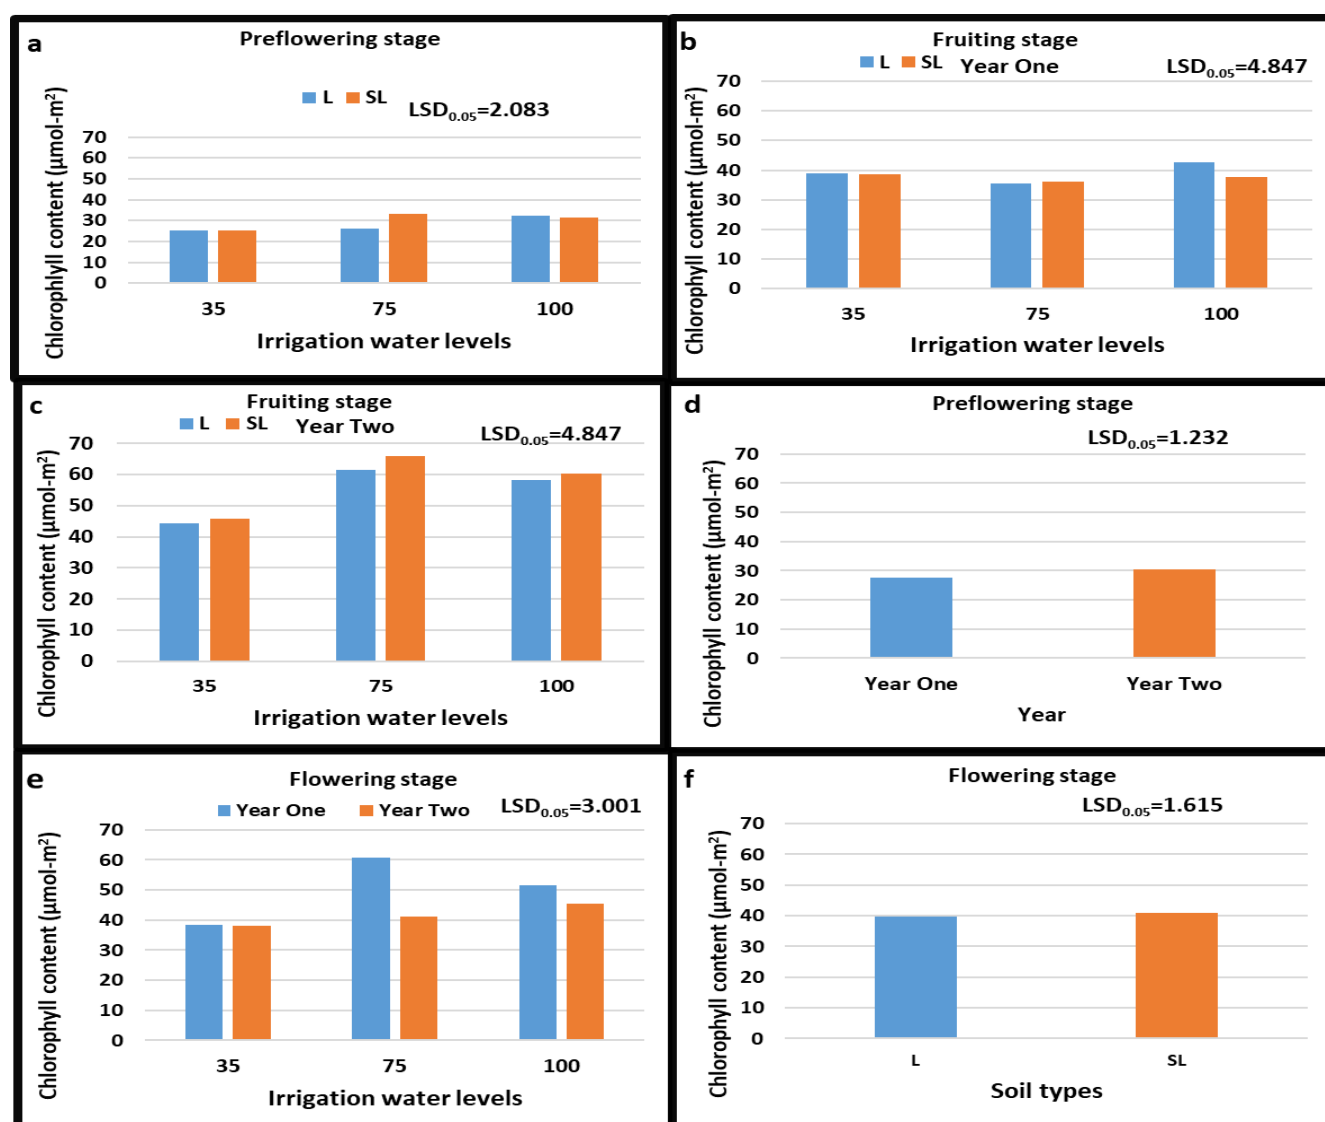 a
Preflowering stage
L SL
LSD0.05=2.083
Chlorophlyll content (µmol-m²)
70
60
50
40
30
20
10
0
35 75 100
Irrigation water levels
b
Fruiting stage
L SL Year One
LSD0.05=4.847
Chlorophyll content (µmol-m²)
70
60
50
40
30
20
10
0
35 75 100
Irrigation water levels
c
Fruiting stage
L SL Year Two
LSD0.05=4.847
Chlorophyll content (µmol-m²)
70
60
50
40
30
20
10
0
35 75 100
Irrigation water levels
d
Preflowering stage
LSD0.05=1.232
Chlorophyll content (µmol-m²)
70
60
50
40
30
20
10
0
Year One Year Two
Year
e
Flowering stage
Year One Year Two
LSD0.05=3.001
Chlorophyll content (µmol-m²)
70
60
50
40
30
20
10
0
35 75 100
Irrigation water levels
f
Flowering stage
LSD0.05=1.615
Chlorophyll content (µmol-m²)
70
60
50
40
30
20
10
0
L SL
Soil types